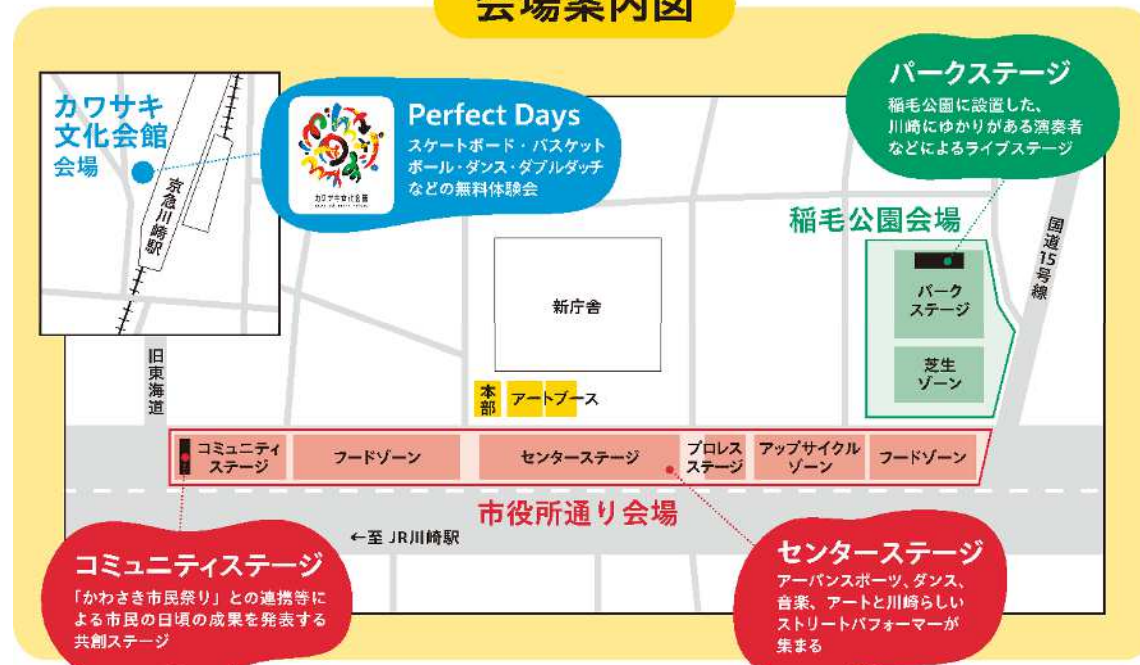 会場案内図
カワサキ
文化会館
会場
京急川崎駅
Perfect Days
スケートボード・バスケット
ボール・ダンス・ダブルダッチ
などの無料体験会
パークステージ
稲毛公園に設置した、
川崎にゆかりがある演奏者
などによるライブステージ
稲毛公園会場
国道15号線
パーク
ステージ
芝生
ゾーン
新庁舎
旧東海道
本部
アートブース
コミュニティ
ステージ
フードゾーン
センターステージ
プロレス
ステージ
アップサイクル
ゾーン
フードゾーン
市役所通り会場
←至 JR川崎駅
コミュニティステージ
「かわさき市民祭り」との連携等に
よる市民の日頃の成果を発表する
共創ステージ
センターステージ
アーバンスポーツ、ダンス、
音楽、アートと川崎らしい
ストリートパフォーマーが
集まる